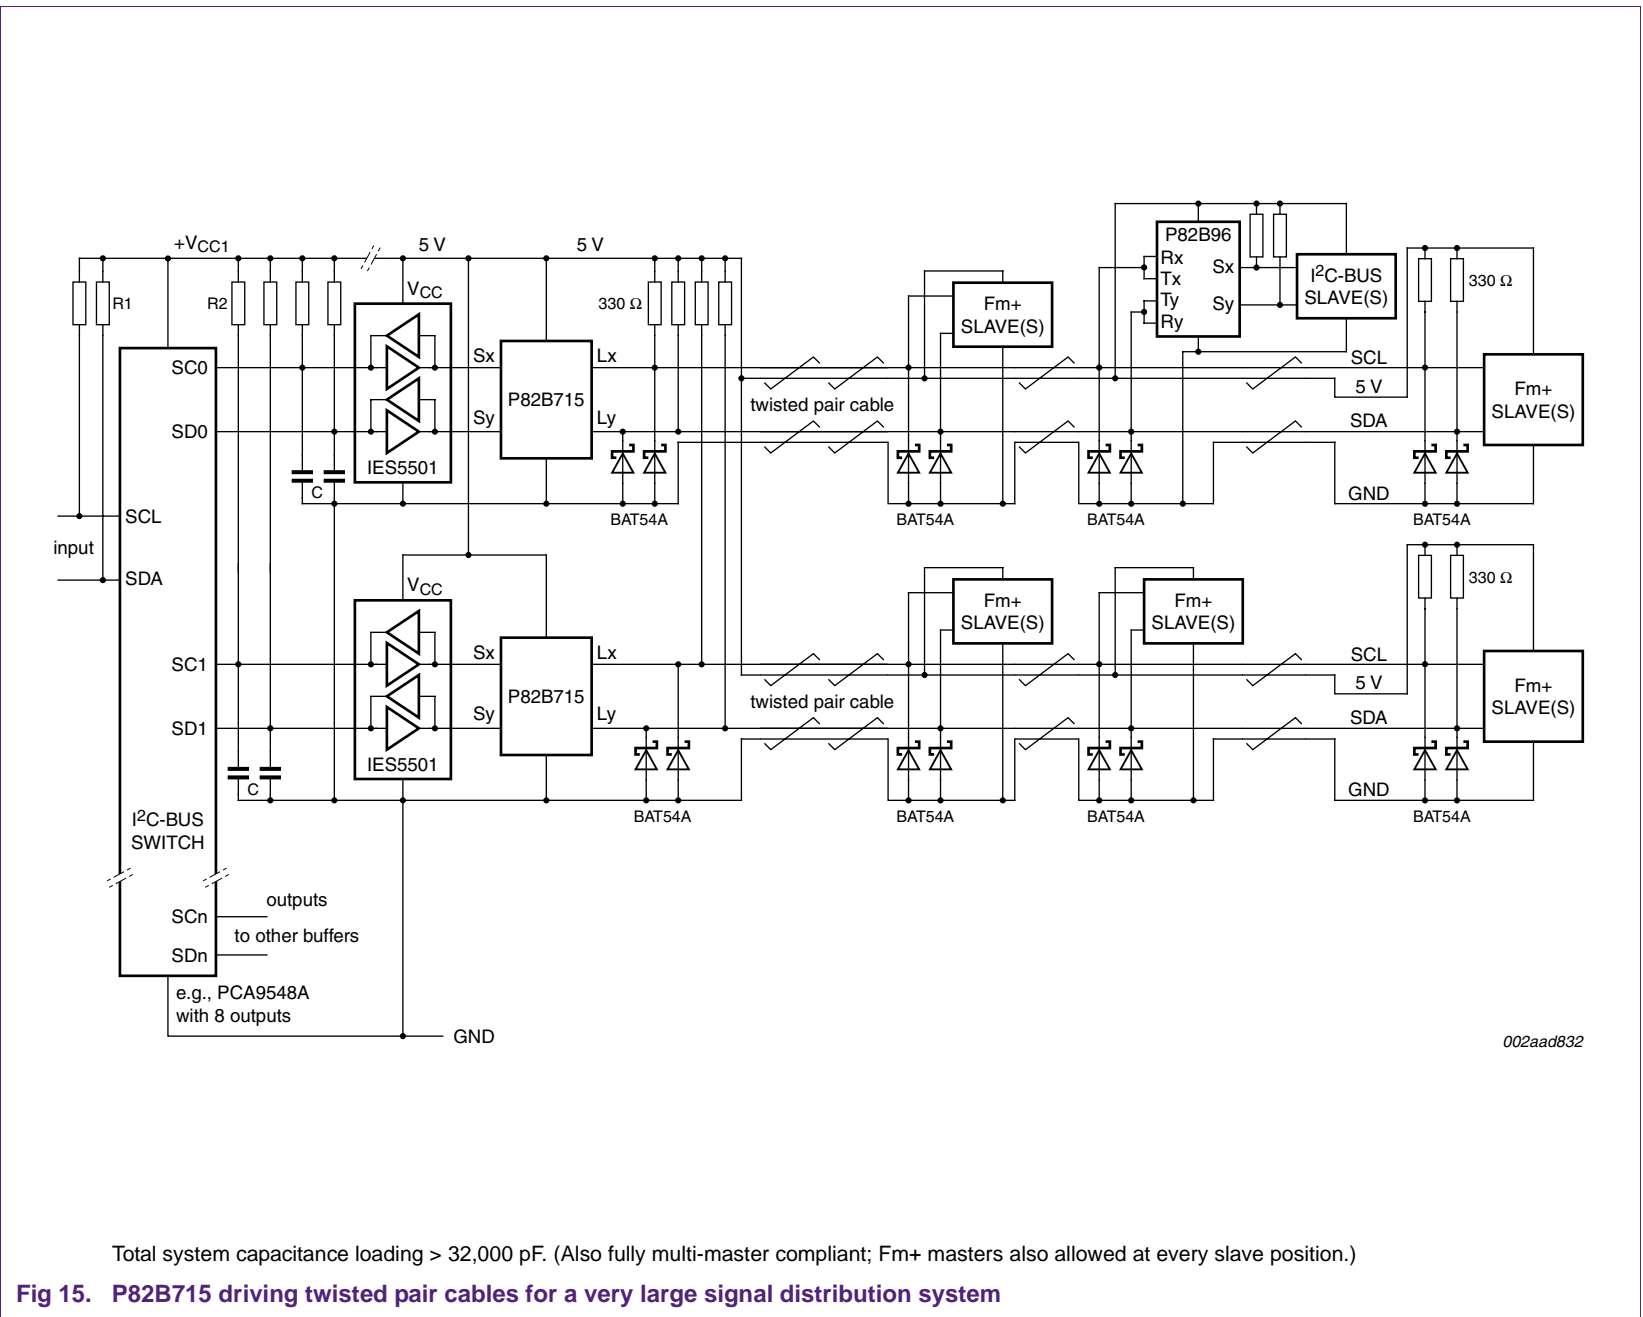 +VCC1
5 V
5 V
R1
R2
VCC
330 Ω
SC0
SD0
Sx
Sy
P82B715
Lx
Ly
IES5501
C
BAT54A
twisted pair cable
Fm+
SLAVE(S)
BAT54A
P82B96
Rx
Tx
Ty
Ry
Sx
Sy
I2C-BUS
SLAVE(S)
BAT54A
330 Ω
SCL
5 V
SDA
GND
Fm+
SLAVE(S)
BAT54A
SCL
input
SDA
VCC
SC1
SD1
Sx
Sy
P82B715
Lx
Ly
IES5501
C
BAT54A
twisted pair cable
Fm+
SLAVE(S)
BAT54A
Fm+
SLAVE(S)
BAT54A
330 Ω
SCL
5 V
SDA
GND
Fm+
SLAVE(S)
BAT54A
I2C-BUS
SWITCH
SCn
SDn
outputs
to other buffers
e.g., PCA9548A
with 8 outputs
GND
002aad832
Total system capacitance loading > 32,000 pF. (Also fully multi-master compliant; Fm+ masters also allowed at every slave position.)
Fig 15. P82B715 driving twisted pair cables for a very large signal distribution system